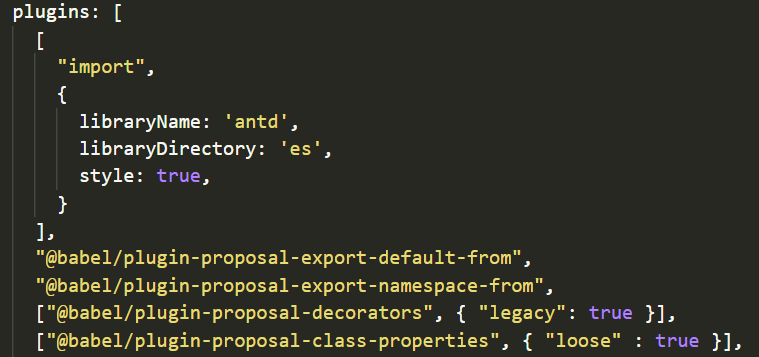 plugins: [
[
"import",
{
libraryName: 'antd',
libraryDirectory: 'es',
style: true,
}
],
"@babel/plugin-proposal-export-default-from",
"@babel/plugin-proposal-export-namespace-from",
["@babel/plugin-proposal-decorators", { "legacy": true }],
["@babel/plugin-proposal-class-properties", { "loose" : true }],